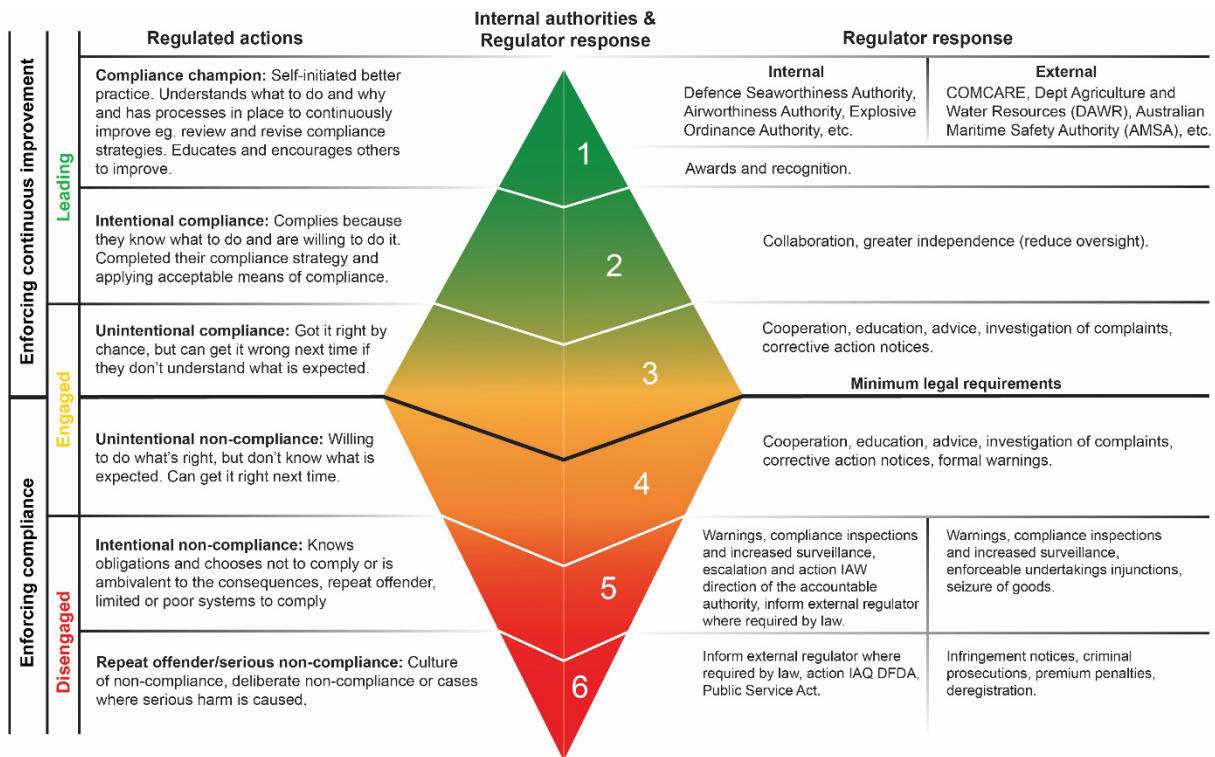 Internal authorities &
Regulator response
Regulated actions
Regulator response
Enforcing continuous improvement
Enforcing compliance
Leading
Engaged
Disengaged
Compliance champion: Self-initiated better
practice. Understands what to do and why
and has processes in place to continuously
improve eg. review and revise compliance
strategies. Educates and encourages others
to improve.
1
Internal
Defence Seaworthiness Authority,
Airworthiness Authority, Explosive
Ordinance Authority, etc.
External
COMCARE, Dept Agriculture and
Water Resources (DAWR), Australian
Maritime Safety Authority (AMSA), etc.
Awards and recognition.
Intentional compliance: Complies because
they know what to do and are willing to do it.
Completed their compliance strategy and
applying acceptable means of compliance.
2
Collaboration, greater independence (reduce oversight).
Unintentional compliance: Got it right by
chance, but can get it wrong next time if
they don't understand what is expected.
3
Cooperation, education, advice, investigation of complaints,
corrective action notices.
Minimum legal requirements
Unintentional non-compliance: Willing
to do what's right, but don't know what is
expected. Can get it right next time.
4
Cooperation, education, advice, investigation of complaints,
corrective action notices, formal warnings.
Intentional non-compliance: Knows
obligations and chooses not to comply or is
ambivalent to the consequences, repeat offender,
limited or poor systems to comply
5
Warnings, compliance inspections
and increased surveillance,
escalation and action IAW
direction of the accountable
authority, inform external regulator
where required by law.
Warnings, compliance inspections
and increased surveillance,
enforceable undertakings injunctions,
seizure of goods.
Repeat offender/serious non-compliance: Culture
of non-compliance, deliberate non-compliance or cases
where serious harm is caused.
6
Inform external regulator where
required by law, action IAQ DFDA,
Public Service Act.
Infringement notices, criminal
prosecutions, premium penalties,
deregistration.